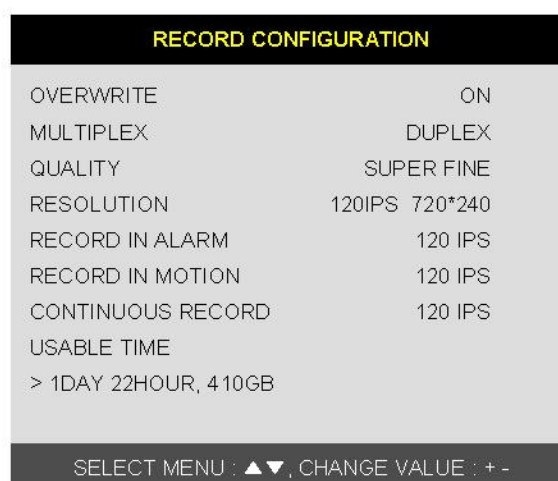 RECORD CONFIGURATION
OVERWRITE ON
MULTIPLEX DUPLEX
QUALITY SUPER FINE
RESOLUTION 120IPS 720*240
RECORD IN ALARM 120 IPS
RECORD IN MOTION 120 IPS
CONTINUOUS RECORD 120 IPS
USABLE TIME
> 1DAY 22HOUR, 410GB
SELECT MENU : ▲▼, CHANGE VALUE : + -